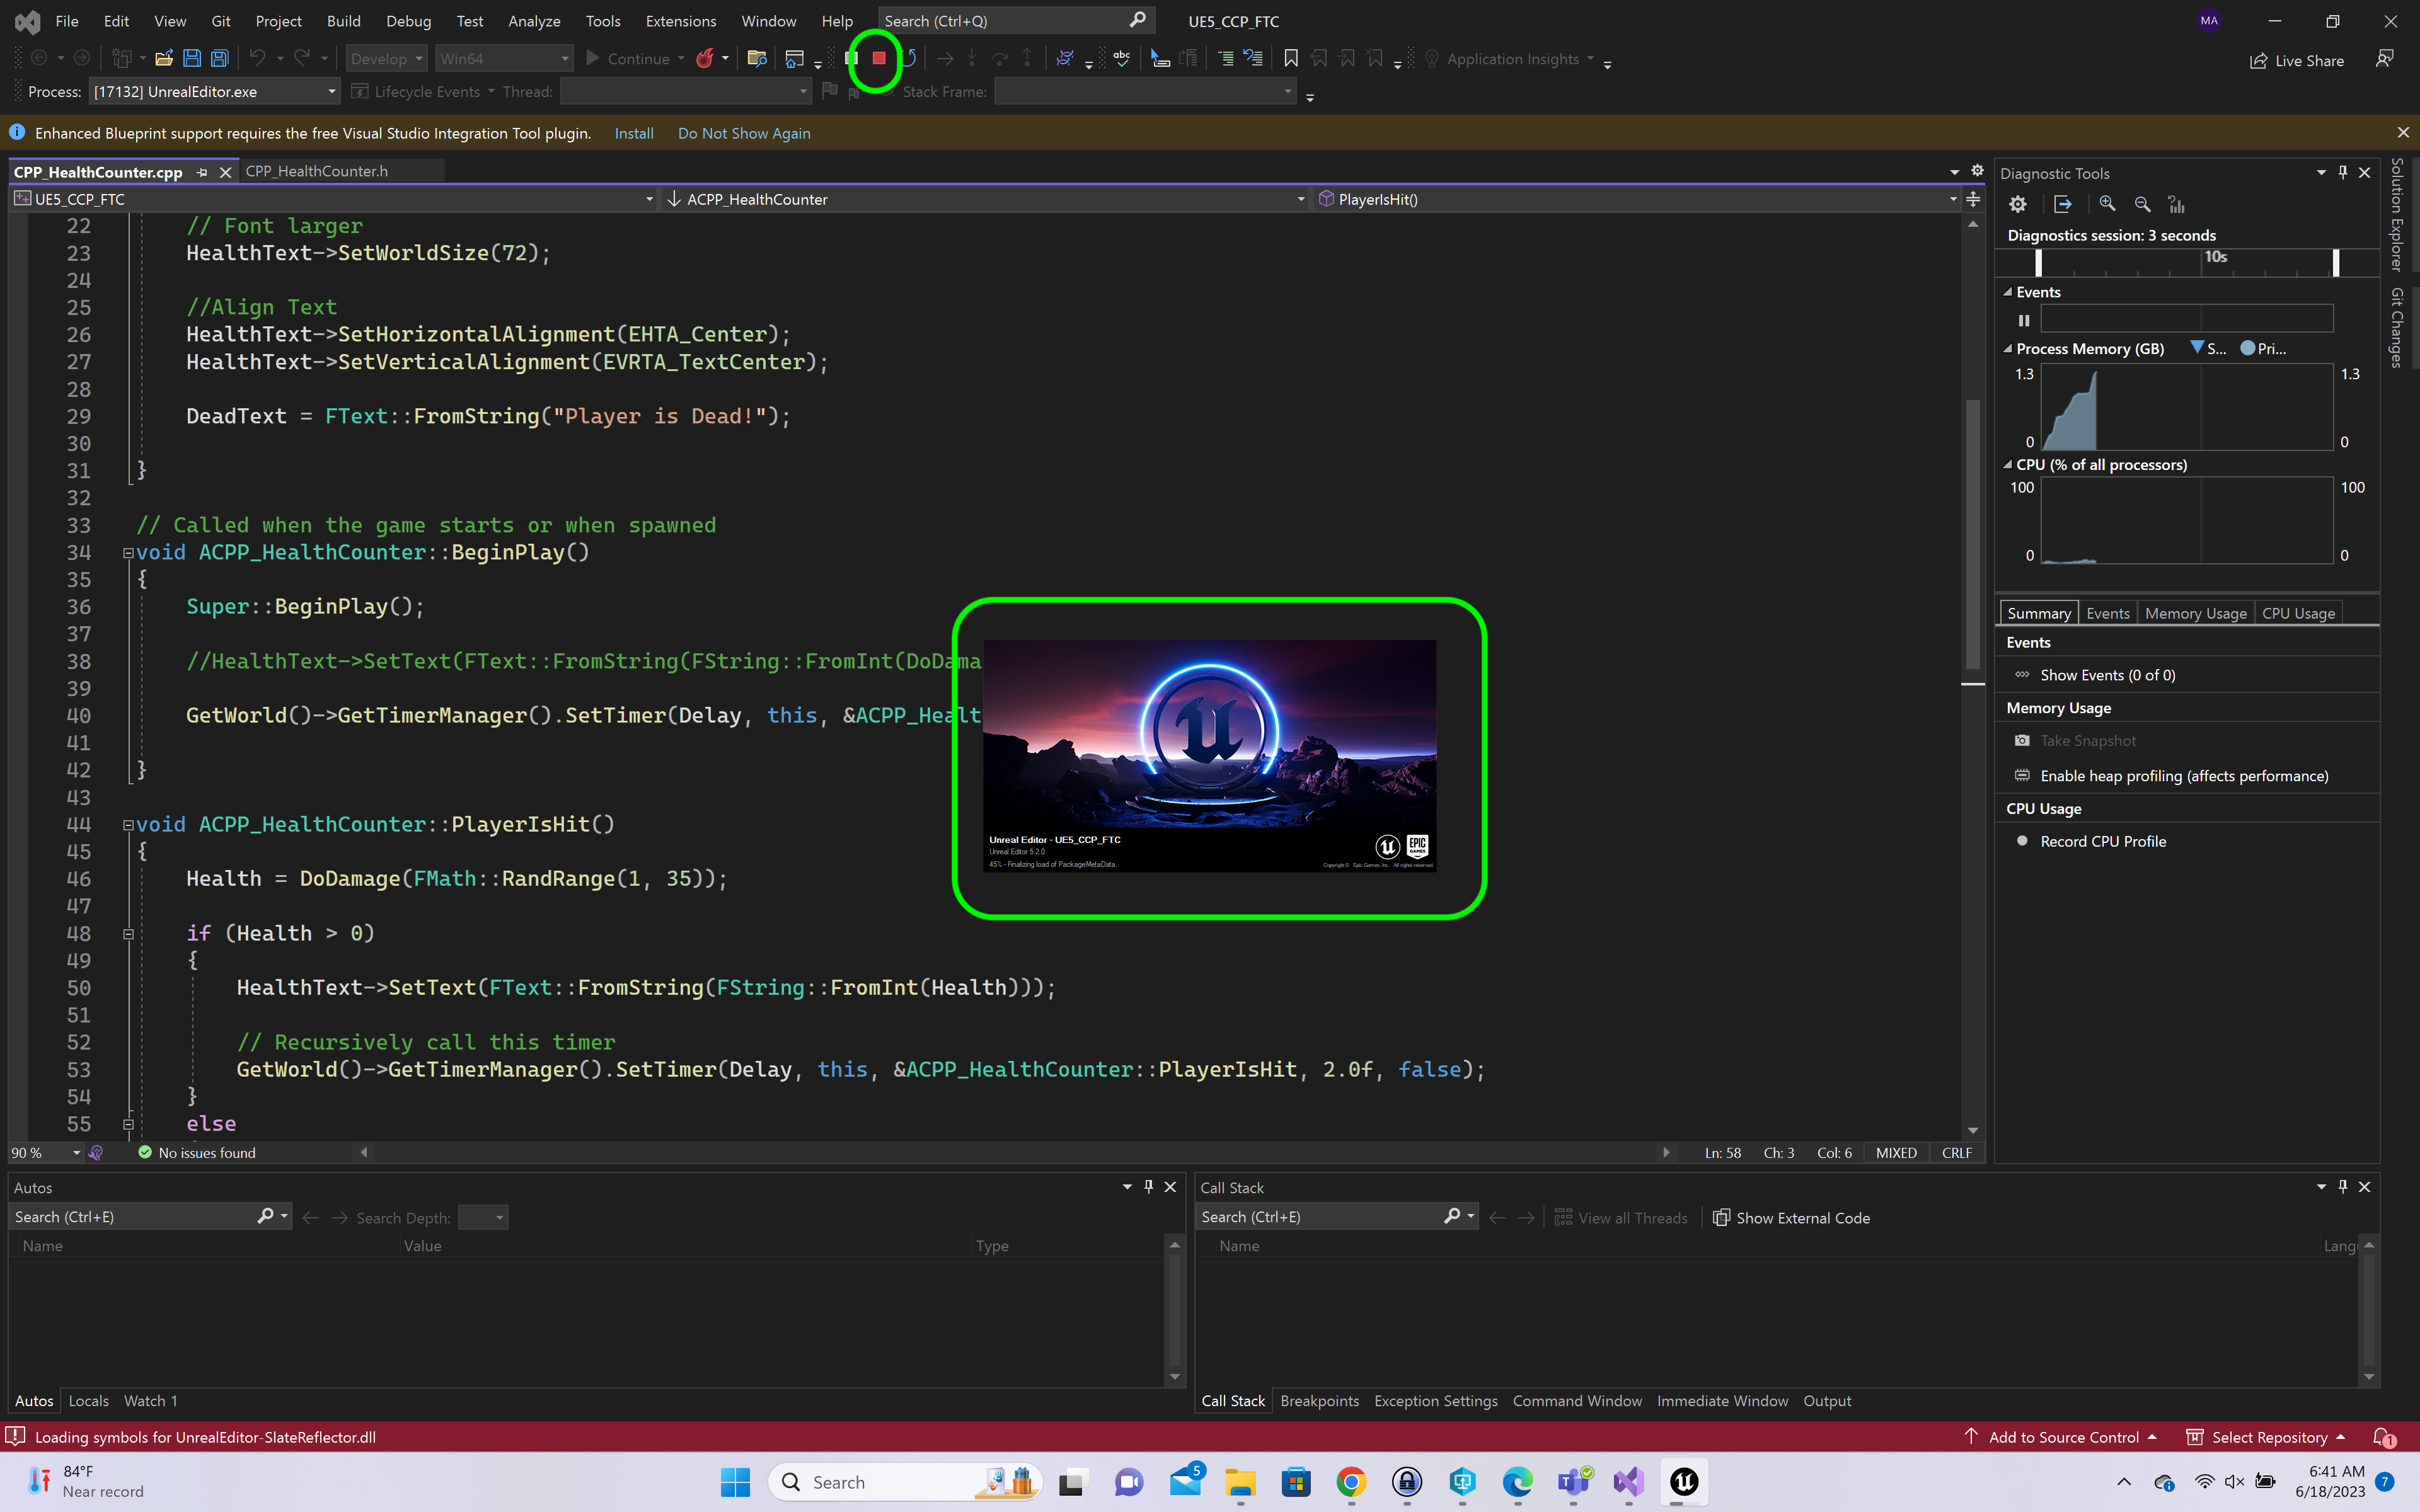 File Edit View Git Project Build Debug Test Analyze Tools Extensions Window Help Search (Ctrl+Q) UE5_CCP_FTC MA
Develop Win64 Continue Application Insights Live Share
Process: [17132] UnrealEditor.exe Lifecycle Events Thread: Stack Frame:
Enhanced Blueprint support requires the free Visual Studio Integration Tool plugin. Install Do Not Show Again
CPP_HealthCounter.cpp CPP_HealthCounter.h
UE5_CCP_FTC ACPP_HealthCounter PlayerIsHit()
22 // Font larger
23 HealthText->SetWorldSize(72);
24
25 //Align Text
26 HealthText->SetHorizontalAlignment(EHTA_Center);
27 HealthText->SetVerticalAlignment(EVRTA_TextCenter);
28
29 DeadText = FText::FromString("Player is Dead!");
30
31 }
32
33 // Called when the game starts or when spawned
34 void ACPP_HealthCounter::BeginPlay()
35 {
36 Super::BeginPlay();
37
38 //HealthText->SetText(FText::FromString(FString::FromInt(DoDama
39
40 GetWorld()->GetTimerManager().SetTimer(Delay, this, &ACPP_Healt
41
42 }
43
44 void ACPP_HealthCounter::PlayerIsHit()
45 {
46 Health = DoDamage(FMath::RandRange(1, 35));
47
48 if (Health > 0)
49 {
50 HealthText->SetText(FText::FromString(FString::FromInt(Health)));
51
52 // Recursively call this timer
53 GetWorld()->GetTimerManager().SetTimer(Delay, this, &ACPP_HealthCounter::PlayerIsHit, 2.0f, false);
54 }
55 else
Unreal Editor - UE5_CCP_FTC
Unreal Editor 5.2.0
45% - Finalizing load of PackageMetaData.
EPIC GAMES
Copyright © Epic Games, Inc. All rights reserved.
90 % No issues found Ln: 58 Ch: 3 Col: 6 MIXED CRLF
Diagnostic Tools
Diagnostics session: 3 seconds
10s
Events
Process Memory (GB) S... Pri...
1.3 1.3
0 0
CPU (% of all processors)
100 100
0 0
Summary Events Memory Usage CPU Usage
Events
Show Events (0 of 0)
Memory Usage
Take Snapshot
Enable heap profiling (affects performance)
CPU Usage
Record CPU Profile
Solution Explorer
Git Changes
Autos
Search (Ctrl+E) Search Depth:
Name Value Type
Autos Locals Watch 1
Call Stack
Search (Ctrl+E) View all Threads Show External Code
Name Langu
Call Stack Breakpoints Exception Settings Command Window Immediate Window Output
Loading symbols for UnrealEditor-SlateReflector.dll Add to Source Control Select Repository 1
84°F
Near record
Search 5
6:41 AM
6/18/2023 7